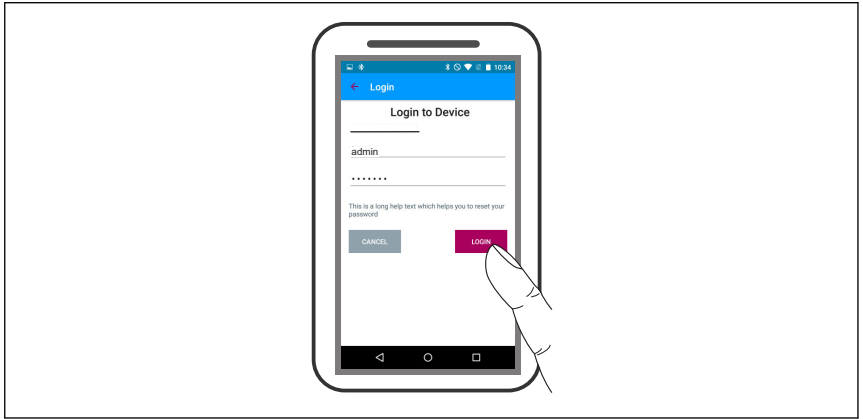 10:34
Login
Login to Device
admin
•••••••
This is a long help text which helps you to reset your
password
CANCEL
LOGIN